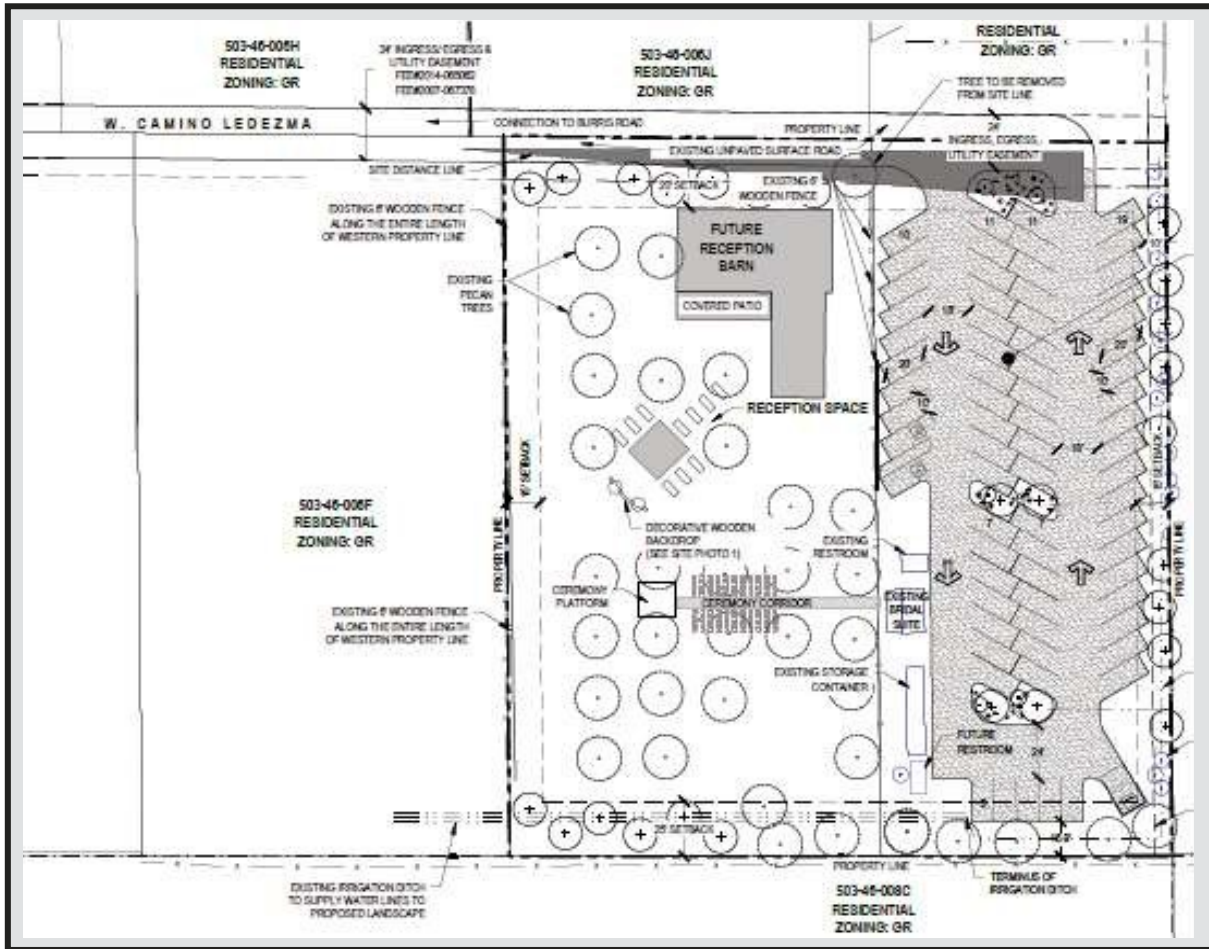 503-46-006H
RESIDENTIAL
ZONING: GR
24' INGRESS/EGRESS &
UTILITY EASEMENT
503-46-006J
RESIDENTIAL
ZONING: GR
RESIDENTIAL
ZONING: GR
TREE TO BE REMOVED
FROM SITE LINE
W. CAMINO LEDEZMA
CONNECTION TO BURRIS ROAD
PROPERTY LINE
24'
EXISTING UNPAVED SURFACE ROAD
INGRESS, EGRESS,
UTILITY EASEMENT
SITE DISTANCE LINE
20' SETBACK
EXISTING 6'
WOODEN FENCE
EXISTING 6' WOODEN FENCE
ALONG THE ENTIRE LENGTH
OF WESTERN PROPERTY LINE
FUTURE
RECEPTION
BARN
10
11
11
19
10'
EXISTING
PECAN
TREES
COVERED PATIO
RECEPTION SPACE
503-46-006F
RESIDENTIAL
ZONING: GR
PROPERTY LINE
DECORATIVE WOODEN
BACKDROP
(SEE SITE PHOTO 1)
EXISTING
RESTROOM
CEREMONY
PLATFORM
CEREMONY CORRIDOR
EXISTING
BRIDAL
SUITE
PROPERTY LINE
EXISTING 6' WOODEN FENCE
ALONG THE ENTIRE LENGTH
OF WESTERN PROPERTY LINE
EXISTING STORAGE
CONTAINER
FUTURE
RESTROOM
24'
25' SETBACK
PROPERTY LINE
EXISTING IRRIGATION DITCH
TO SUPPLY WATER LINES TO
PROPOSED LANDSCAPE
503-46-008C
RESIDENTIAL
ZONING: GR
TERMINUS OF
IRRIGATION DITCH